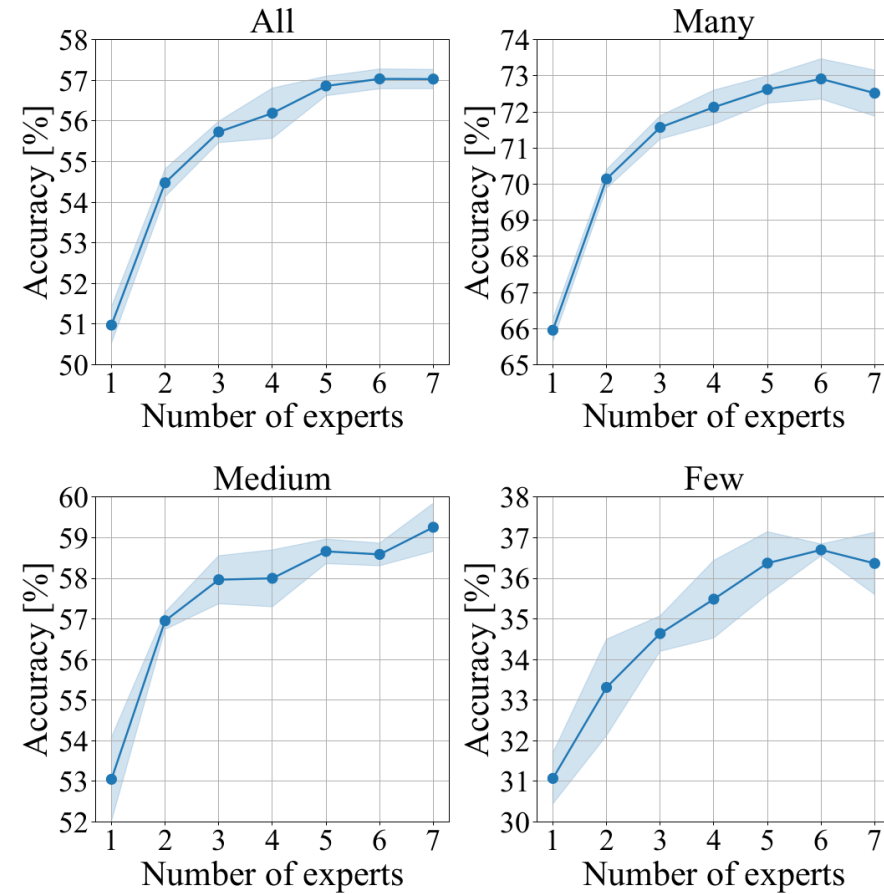 All
Accuracy [%]
58
57
56
55
54
53
52
51
50
1 2 3 4 5 6 7
Number of experts
Many
Accuracy [%]
74
73
72
71
70
69
68
67
66
65
1 2 3 4 5 6 7
Number of experts
Medium
Accuracy [%]
60
59
58
57
56
55
54
53
52
1 2 3 4 5 6 7
Number of experts
Few
Accuracy [%]
38
37
36
35
34
33
32
31
30
1 2 3 4 5 6 7
Number of experts